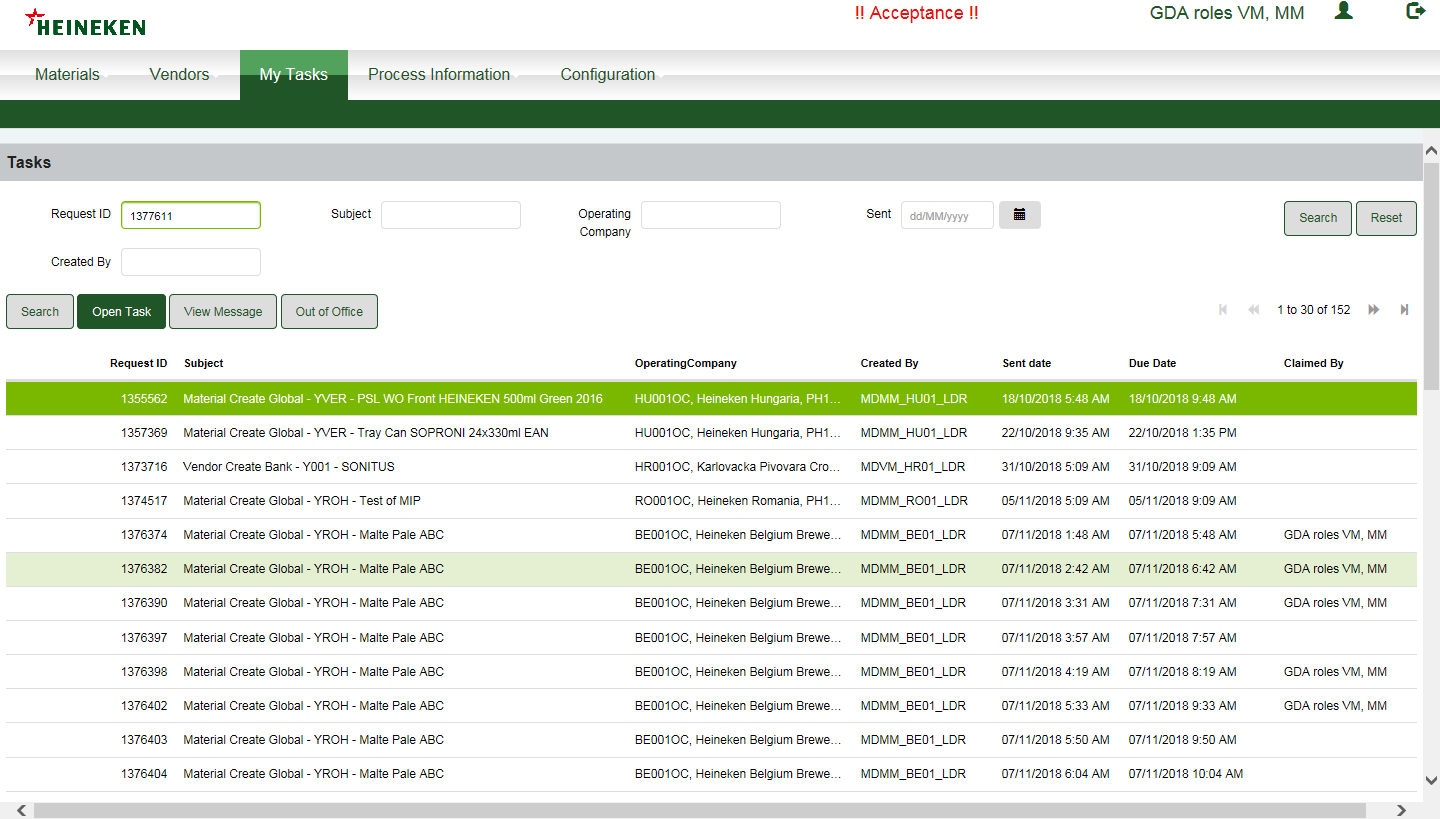 HEINEKEN
!! Acceptance !!
GDA roles VM, MM
Materials Vendors My Tasks Process Information Configuration
Tasks
Request ID 1377611 Subject Operating Company Sent dd/MM/yyyy Search Reset
Created By
Search Open Task View Message Out of Office 1 to 30 of 152
Request ID Subject OperatingCompany Created By Sent date Due Date Claimed By
1355562 Material Create Global - YVER - PSL WO Front HEINEKEN 500ml Green 2016 HU001OC, Heineken Hungaria, PH1... MDMM_HU01_LDR 18/10/2018 5:48 AM 18/10/2018 9:48 AM
1357369 Material Create Global - YVER - Tray Can SOPRONI 24x330ml EAN HU001OC, Heineken Hungaria, PH1... MDMM_HU01_LDR 22/10/2018 9:35 AM 22/10/2018 1:35 PM
1373716 Vendor Create Bank - Y001 - SONITUS HR001OC, Karlovacka Pivovara Cro... MDVM_HR01_LDR 31/10/2018 5:09 AM 31/10/2018 9:09 AM
1374517 Material Create Global - YROH - Test of MIP RO001OC, Heineken Romania, PH1... MDMM_RO01_LDR 05/11/2018 5:09 AM 05/11/2018 9:09 AM
1376374 Material Create Global - YROH - Malte Pale ABC BE001OC, Heineken Belgium Brewe... MDMM_BE01_LDR 07/11/2018 1:48 AM 07/11/2018 5:48 AM GDA roles VM, MM
1376382 Material Create Global - YROH - Malte Pale ABC BE001OC, Heineken Belgium Brewe... MDMM_BE01_LDR 07/11/2018 2:42 AM 07/11/2018 6:42 AM GDA roles VM, MM
1376390 Material Create Global - YROH - Malte Pale ABC BE001OC, Heineken Belgium Brewe... MDMM_BE01_LDR 07/11/2018 3:31 AM 07/11/2018 7:31 AM GDA roles VM, MM
1376397 Material Create Global - YROH - Malte Pale ABC BE001OC, Heineken Belgium Brewe... MDMM_BE01_LDR 07/11/2018 3:57 AM 07/11/2018 7:57 AM
1376398 Material Create Global - YROH - Malte Pale ABC BE001OC, Heineken Belgium Brewe... MDMM_BE01_LDR 07/11/2018 4:19 AM 07/11/2018 8:19 AM GDA roles VM, MM
1376402 Material Create Global - YROH - Malte Pale ABC BE001OC, Heineken Belgium Brewe... MDMM_BE01_LDR 07/11/2018 5:33 AM 07/11/2018 9:33 AM GDA roles VM, MM
1376403 Material Create Global - YROH - Malte Pale ABC BE001OC, Heineken Belgium Brewe... MDMM_BE01_LDR 07/11/2018 5:50 AM 07/11/2018 9:50 AM
1376404 Material Create Global - YROH - Malte Pale ABC BE001OC, Heineken Belgium Brewe... MDMM_BE01_LDR 07/11/2018 6:04 AM 07/11/2018 10:04 AM